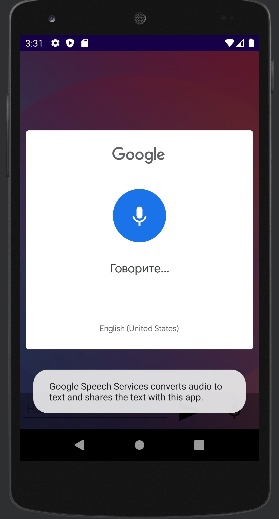 3:31
Google
Говорите...
English (United States)
Google Speech Services converts audio to
text and shares the text with this app.